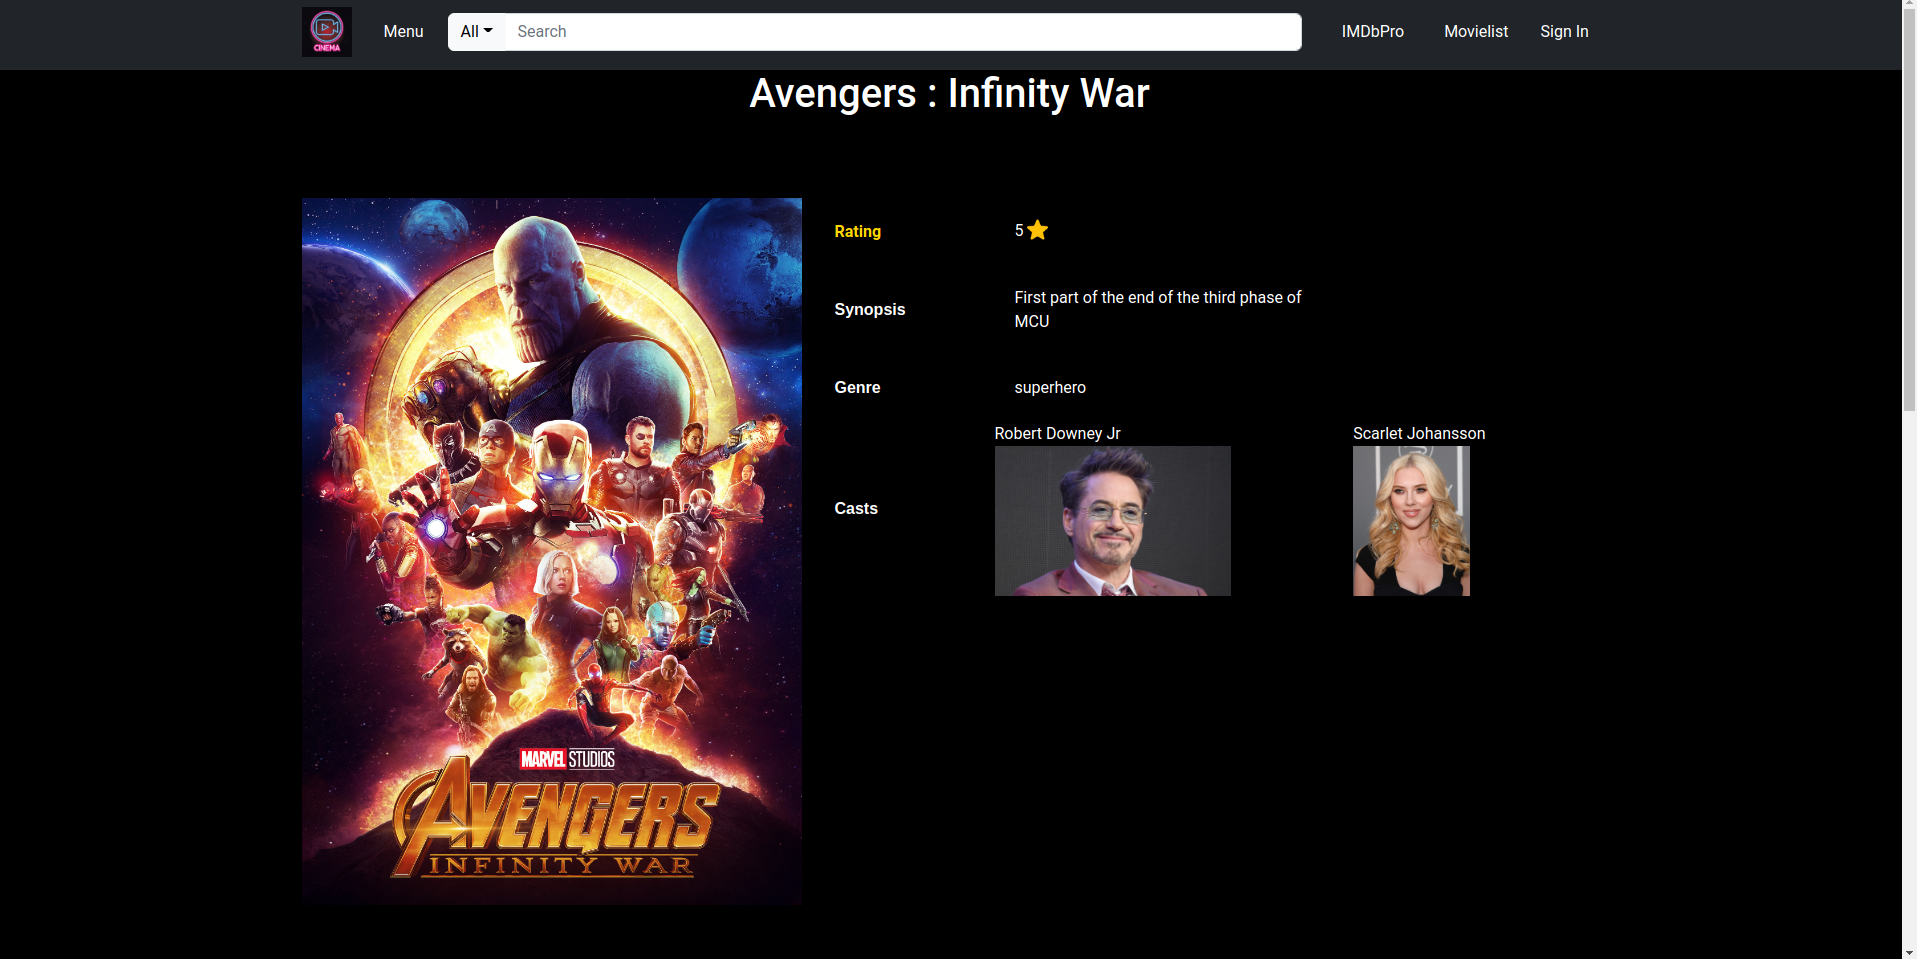 CINEMA
Menu
All
Search
IMDbPro
Movielist
Sign In
Avengers : Infinity War
Rating
5
Synopsis
First part of the end of the third phase of
MCU
Genre
superhero
Casts
Robert Downey Jr
Scarlet Johansson
MARVEL STUDIOS
AVENGERS
INFINITY WAR